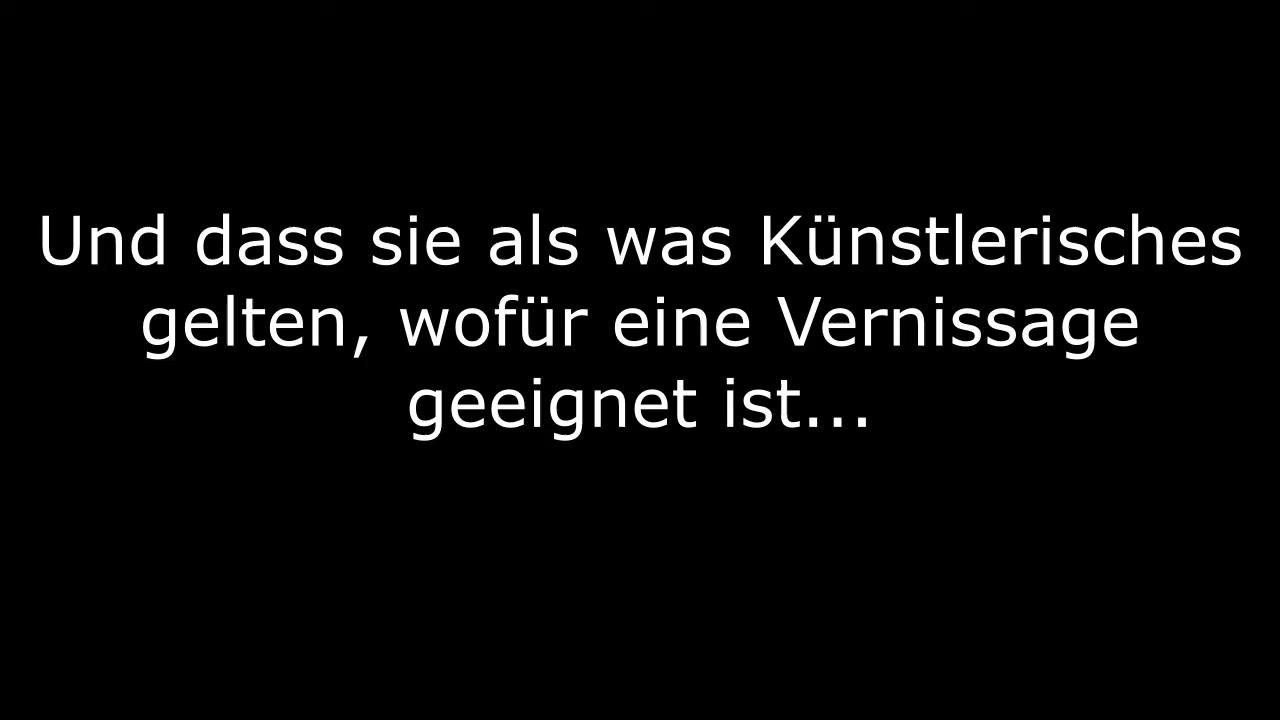 Und dass sie als was Künstlerisches
gelten, wofür eine Vernissage
geeignet ist...